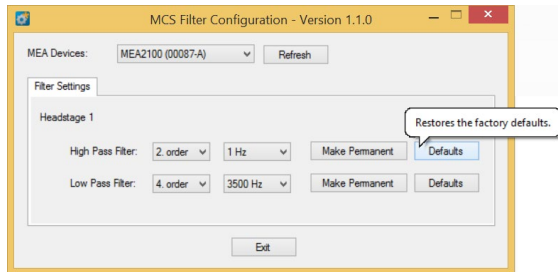 MCS Filter Configuration - Version 1.1.0
MEA Devices: MEA2100 (00087-A) Refresh
Filter Settings
Headstage 1
Restores the factory defaults.
High Pass Filter: 2. order 1 Hz Make Permanent Defaults
Low Pass Filter: 4. order 3500 Hz Make Permanent Defaults
Exit